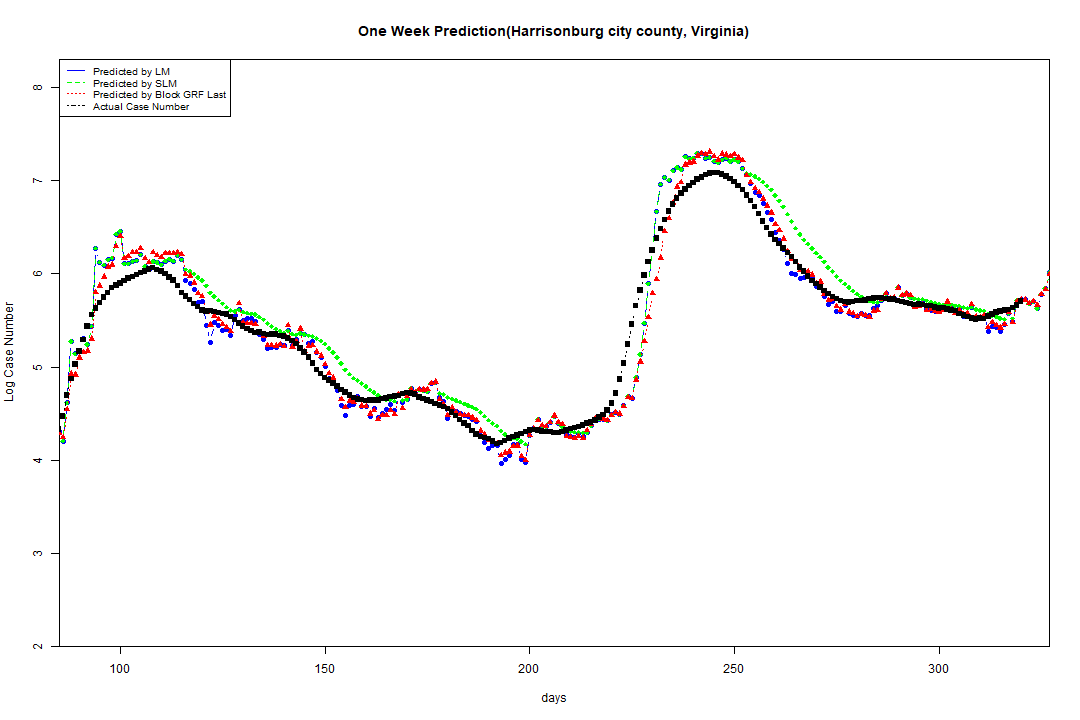 One Week Prediction(Harrisonburg city county, Virginia)
Predicted by LM
Predicted by SLM
Predicted by Block GRF Last
Actual Case Number
8
7
6
5
4
3
2
Log Case Number
100 150 200 250 300
days